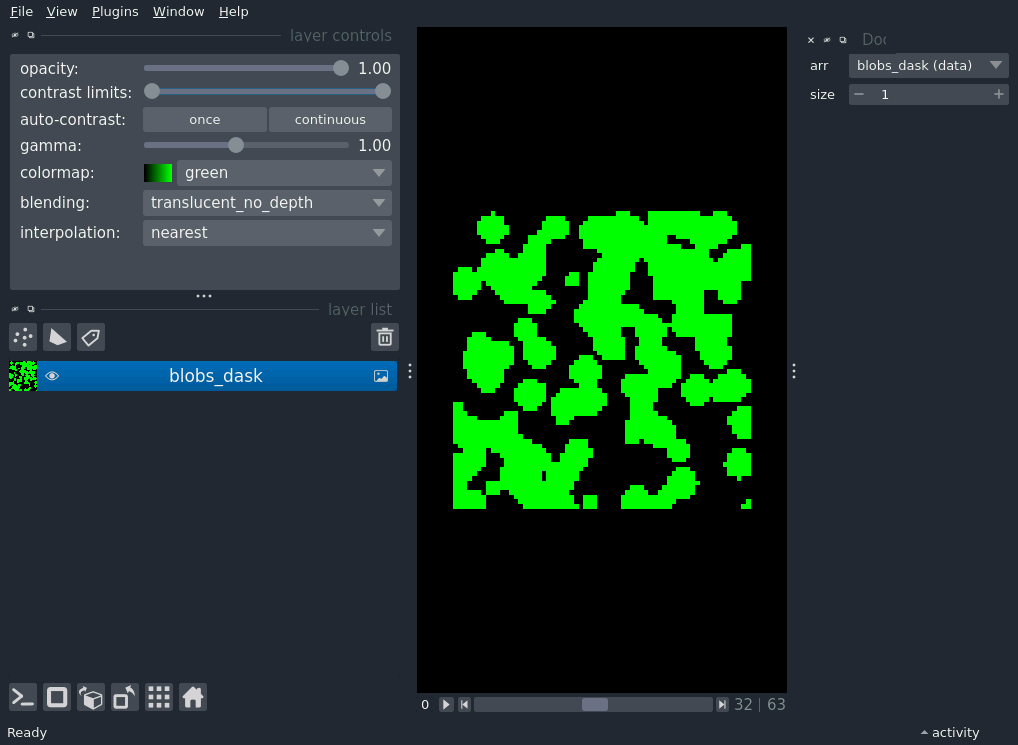 File View Plugins Window Help
layer controls
opacity: 1.00
contrast limits:
auto-contrast: once continuous
gamma: 1.00
colormap: green
blending: translucent_no_depth
interpolation: nearest
layer list
blobs_dask
0 32 | 63
Ready
activity
arr blobs_dask (data)
size 1